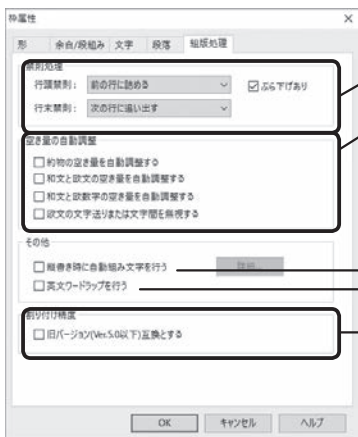 枠属性
形 余白/段組み 文字 段落 組版処理
禁則処理
行頭禁則: 前の行に詰める ぶら下げあり
行末禁則: 次の行に追い出す
空き量の自動調整
約物の空き量を自動調整する
和文と欧文の空き量を自動調整する
和文と欧数字の空き量を自動調整する
欧文の文字送りまたは文字間を無視する
その他
縦書き時に自動組み文字を行う 詳細...
英文ワードラップを行う
割り付け精度
旧バージョン(Ver.5.0以下)互換とする
OK キャンセル ヘルプ